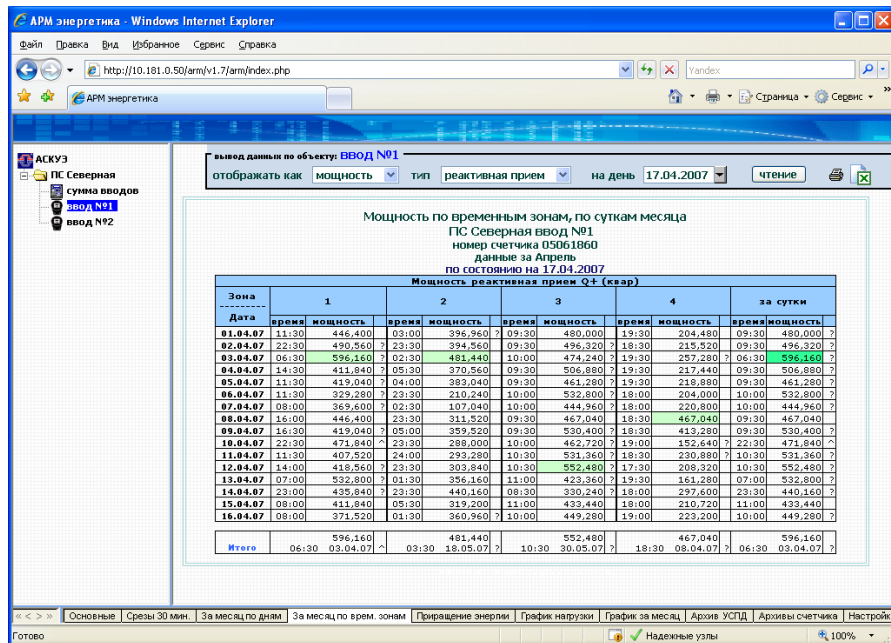 АРМ энергетика - Windows Internet Explorer
Файл Правка Вид Избранное Сервис Справка
http://10.181.0.50/arm/v1.7/arm/index.php Yandex
АРМ энергетика Страница Сервис
АСКУЭ
ПС Северная
сумма вводов
ввод №1
ввод №2
вывод данных по объекту: ВВОД №1
отображать как мощность тип реактивная прием на день 17.04.2007 чтение
Мощность по временным зонам, по суткам месяца
ПС Северная ввод №1
номер счетчика 05061860
данные за Апрель
по состоянию на 17.04.2007
Мощность реактивная прием Q+ (квар)
Зона 1 2 3 4 за сутки
--------
Дата время мощность время мощность время мощность время мощность время мощность
01.04.07 11:30 446,400 03:00 396,960 ? 09:30 480,000 19:30 204,480 09:30 480,000 ?
02.04.07 22:30 490,560 ? 23:30 394,560 09:30 496,320 ? 18:30 215,520 09:30 496,320 ?
03.04.07 06:30 596,160 ? 02:30 481,440 10:00 474,240 ? 19:30 257,280 ? 06:30 596,160 ?
04.04.07 14:30 411,840 ? 05:30 370,560 09:30 506,880 ? 19:30 217,440 09:30 506,880 ?
05.04.07 11:30 419,040 ? 04:00 383,040 09:30 461,280 ? 19:30 218,880 09:30 461,280 ?
06.04.07 11:30 329,280 ? 23:30 210,240 10:00 532,800 ? 18:00 204,000 10:00 532,800 ?
07.04.07 08:00 369,600 ? 02:30 107,040 10:00 444,960 ? 18:00 220,800 10:00 444,960 ?
08.04.07 16:00 446,400 23:30 311,520 09:30 467,040 18:30 467,040 09:30 467,040
09.04.07 16:30 419,040 ? 05:00 359,520 09:30 530,400 ? 18:30 413,280 09:30 530,400 ?
10.04.07 22:30 471,840 ^ 23:30 288,000 10:00 462,720 ? 19:00 152,640 ? 22:30 471,840 ^
11.04.07 11:30 407,520 24:00 293,280 10:30 531,360 ? 18:30 230,880 ? 10:30 531,360 ?
12.04.07 14:00 418,560 ? 23:30 303,840 10:30 552,480 ? 17:30 208,320 10:30 552,480 ?
13.04.07 07:00 532,800 ? 01:30 356,160 11:00 423,360 ? 19:30 161,280 07:00 532,800 ?
14.04.07 23:00 435,840 ? 23:30 440,160 08:30 330,240 ? 18:00 297,600 23:30 440,160 ?
15.04.07 08:00 411,840 05:30 319,200 11:00 433,440 18:00 210,720 11:00 433,440
16.04.07 08:00 371,520 01:30 360,960 ? 10:00 449,280 19:00 223,200 10:00 449,280 ?
596,160 481,440 552,480 467,040 596,160
Итого 06:30 03.04.07 ^ 03:30 18.05.07 ? 10:30 30.05.07 ? 18:30 08.04.07 ? 06:30 03.04.07 ?
« < > » Основные Срезы 30 мин. За месяц по дням За месяц по врем. зонам Приращение энергии График нагрузки График за месяц Архив УСПД Архивы счетчика Настройк
Готово Надежные узлы 100%